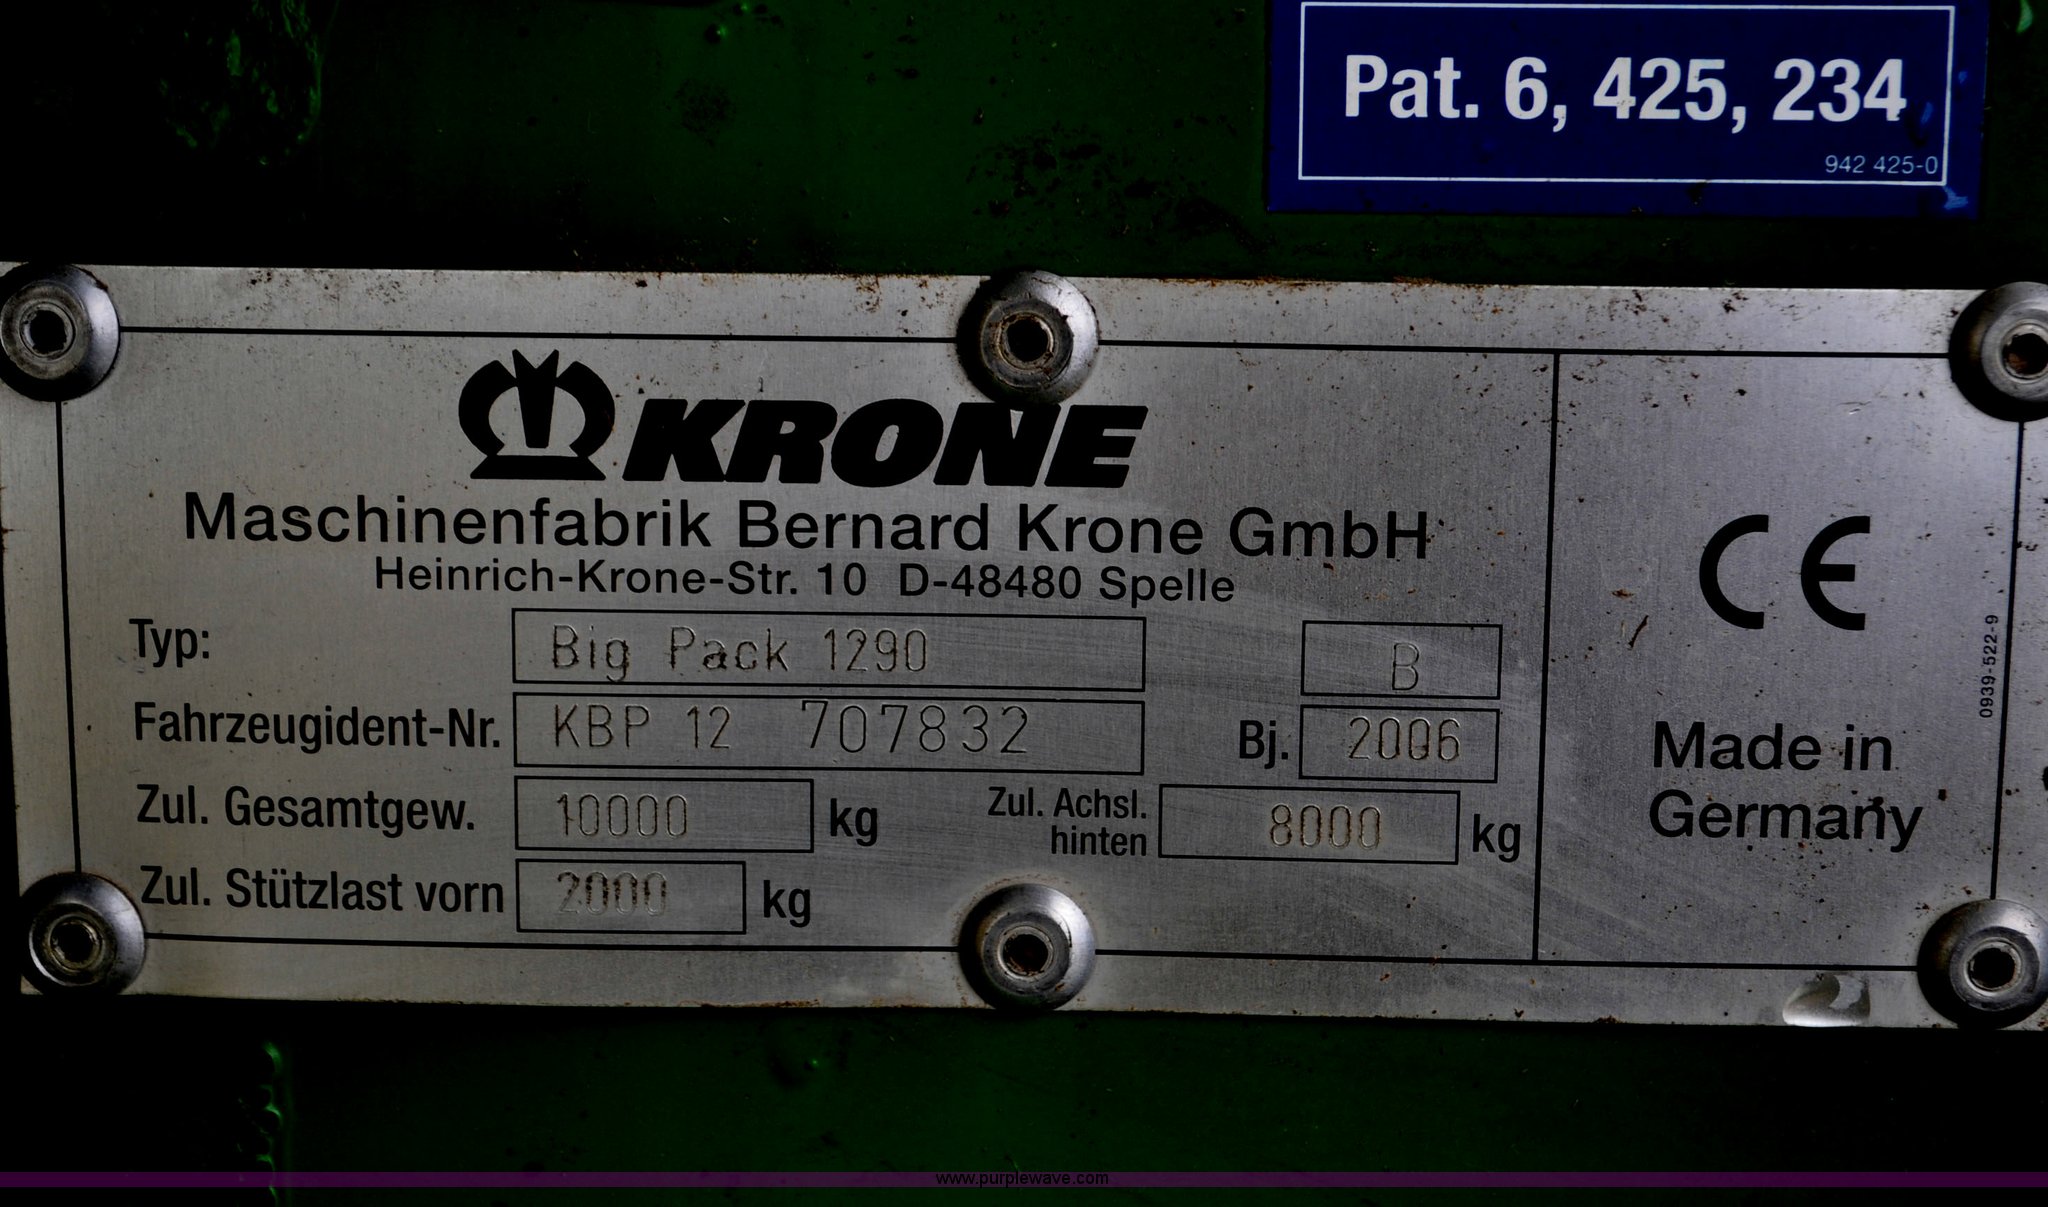 Pat. 6, 425, 234
942 425-0
KRONE
Maschinenfabrik Bernard Krone GmbH
Heinrich-Krone-Str. 10 D-48480 Spelle
Typ: Big Pack 1290 B
Fahrzeugident-Nr. KBP 12 707832 Bj. 2006
Zul. Gesamtgew. 10000 kg Zul. Achsl. hinten 8000 kg
Zul. Stützlast vorn 2000 kg
CE
Made in
Germany
0939-522-9
www.purplewave.com